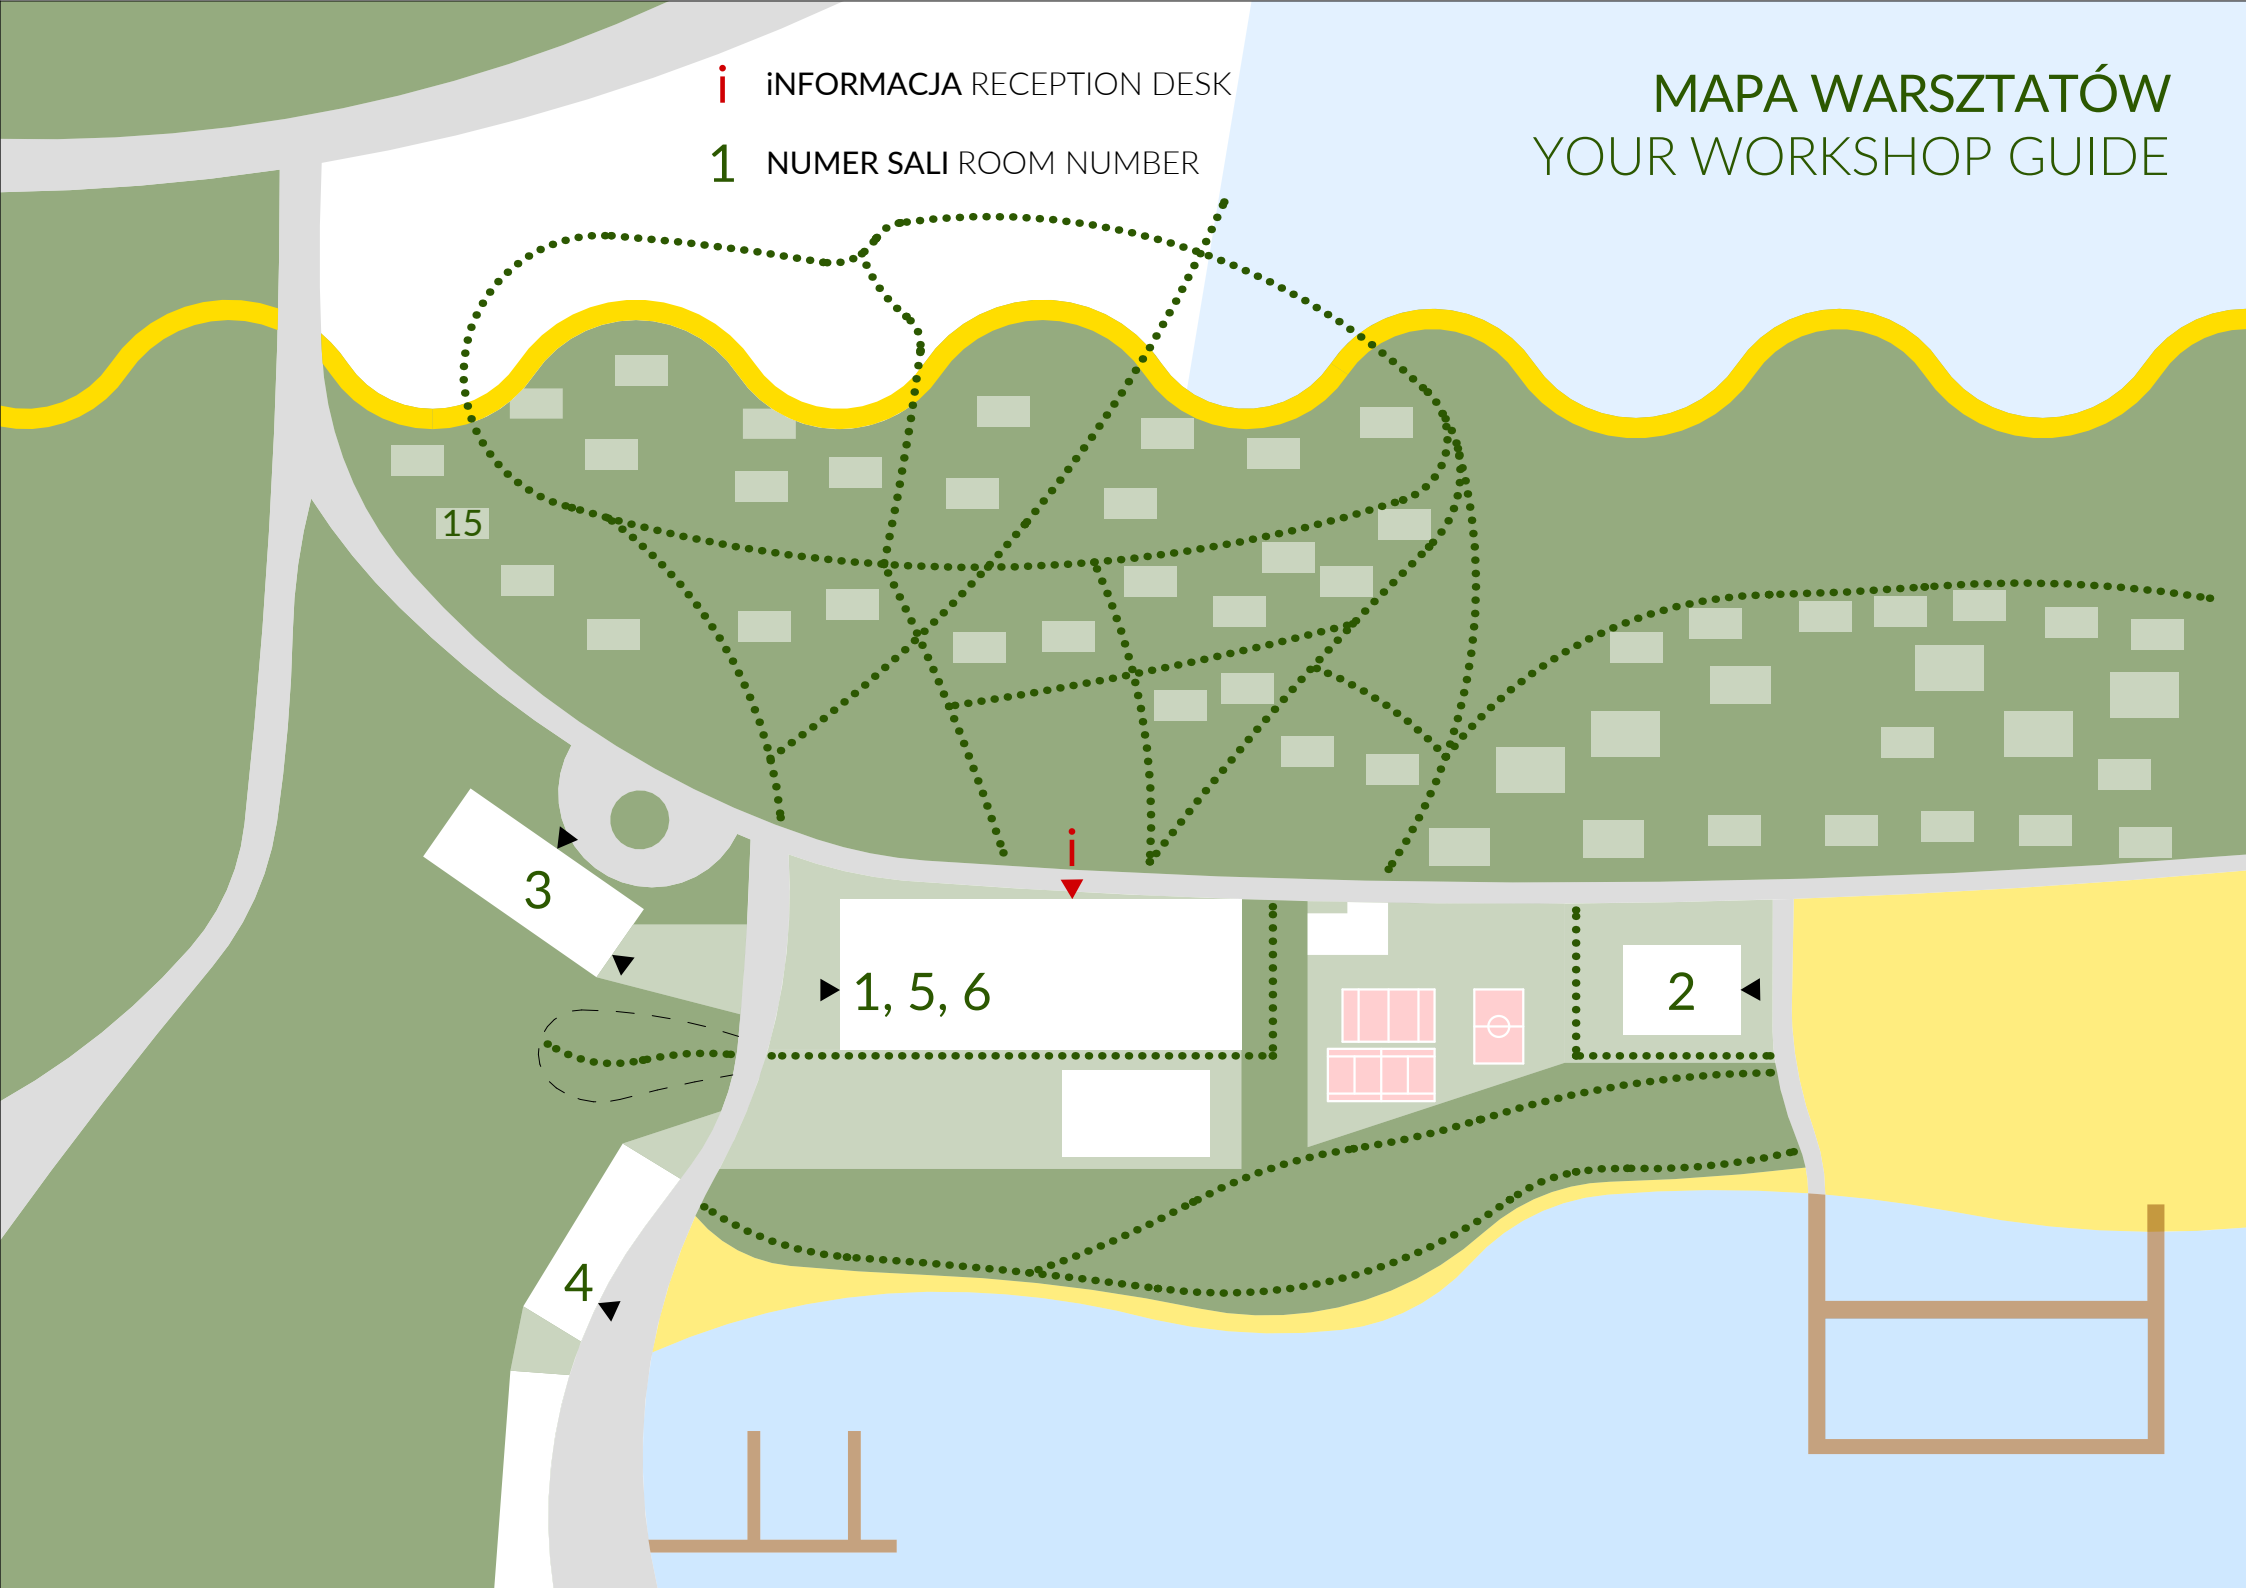 i iNFORMACJA RECEPTION DESK
1 NUMER SALI ROOM NUMBER
MAPA WARSZTATÓW
YOUR WORKSHOP GUIDE
15
i
3
1, 5, 6
2
4